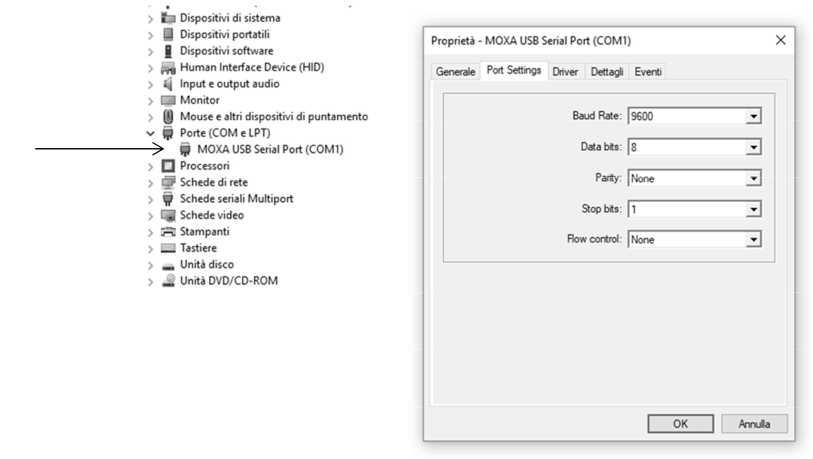 Dispositivi di sistema
Dispositivi portatili
Dispositivi software
Human Interface Device (HID)
Input e output audio
Monitor
Mouse e altri dispositivi di puntamento
Porte (COM e LPT)
MOXA USB Serial Port (COM1)
Processori
Schede di rete
Schede seriali Multiport
Schede video
Stampanti
Tastiere
Unità disco
Unità DVD/CD-ROM
Proprietà - MOXA USB Serial Port (COM1)
Generale Port Settings Driver Dettagli Eventi
Baud Rate: 9600
Data bits: 8
Parity: None
Stop bits: 1
Flow control: None
OK Annulla